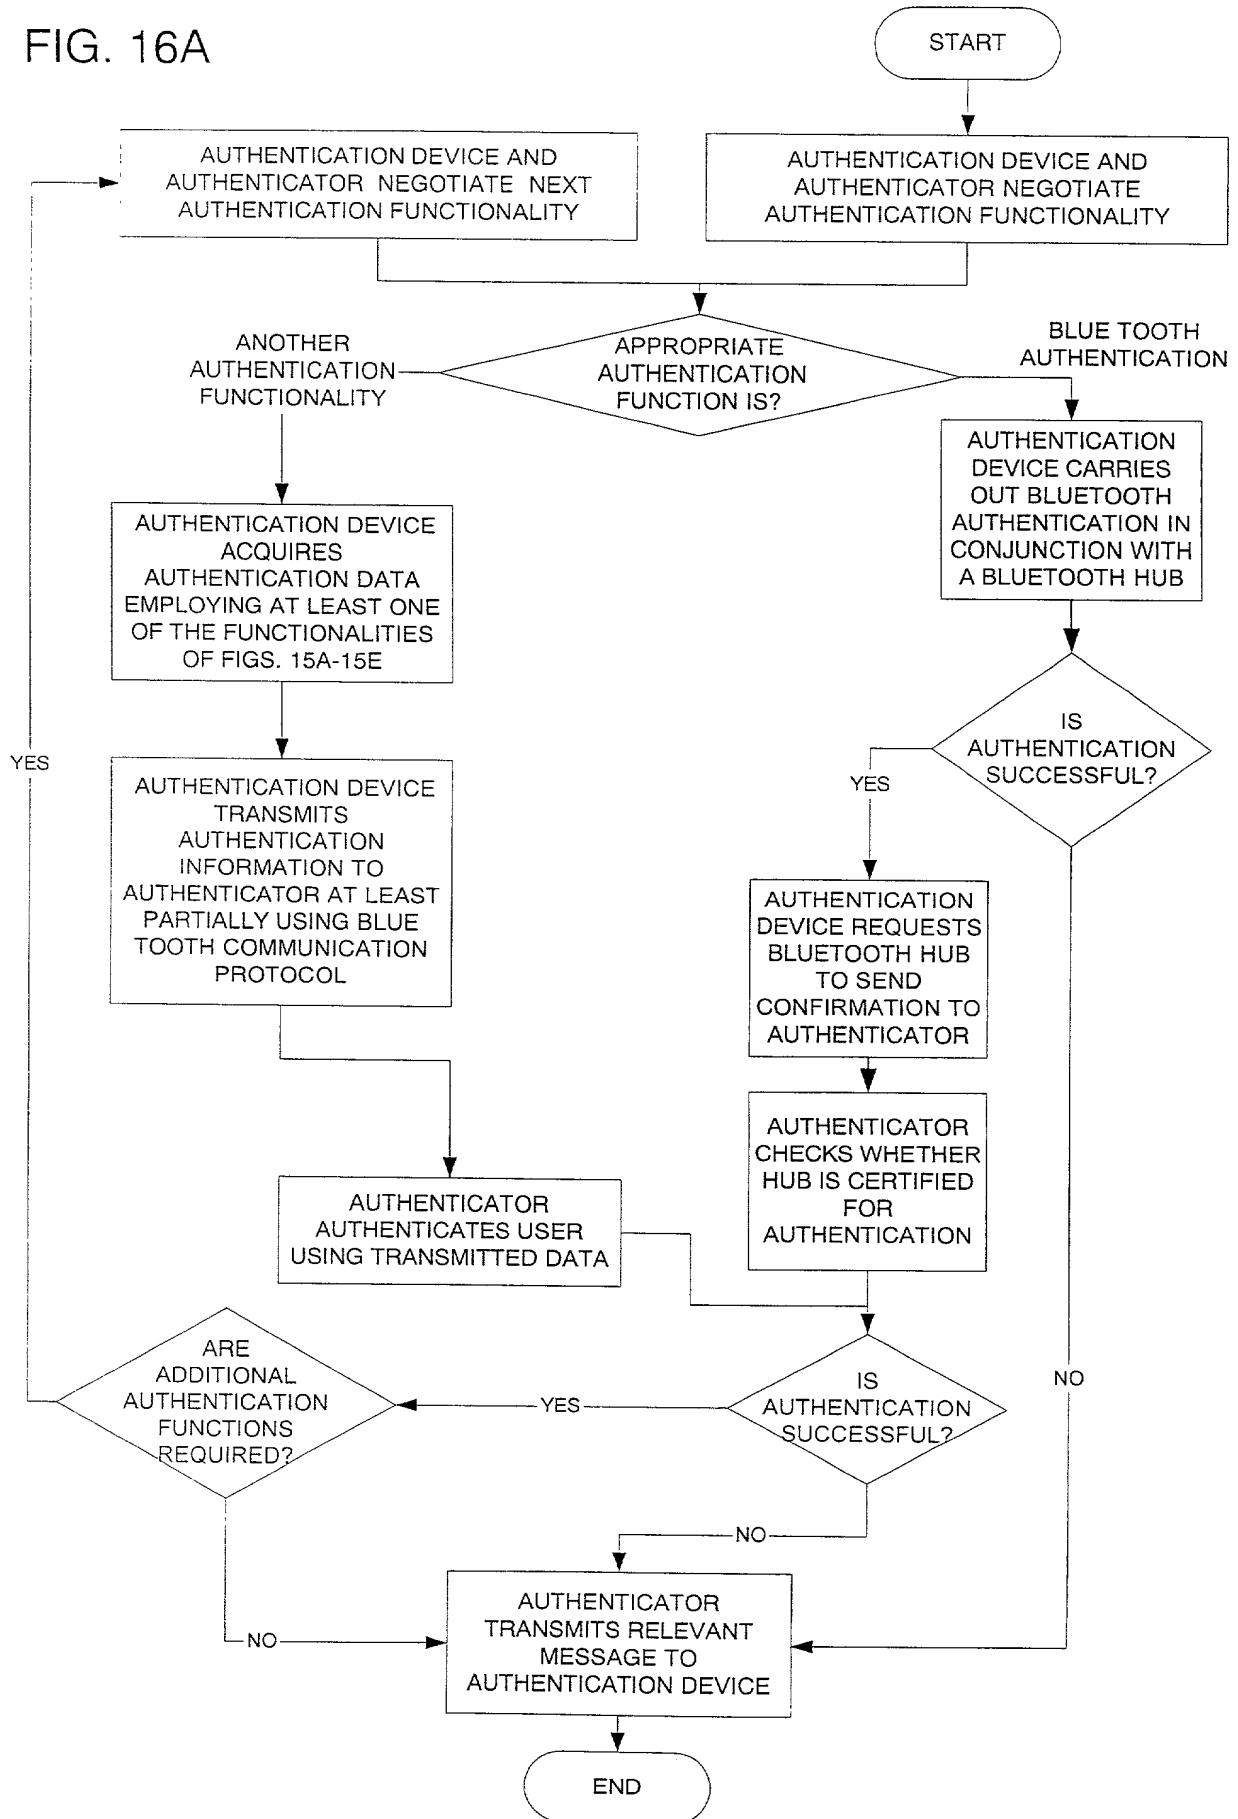 FIG. 16A
START
AUTHENTICATION DEVICE AND
AUTHENTICATOR NEGOTIATE NEXT
AUTHENTICATION FUNCTIONALITY
AUTHENTICATION DEVICE AND
AUTHENTICATOR NEGOTIATE
AUTHENTICATION FUNCTIONALITY
ANOTHER
AUTHENTICATION
FUNCTIONALITY
APPROPRIATE
AUTHENTICATION
FUNCTION IS?
BLUE TOOTH
AUTHENTICATION
AUTHENTICATION
DEVICE CARRIES
OUT BLUETOOTH
AUTHENTICATION IN
CONJUNCTION WITH
A BLUETOOTH HUB
AUTHENTICATION DEVICE
ACQUIRES
AUTHENTICATION DATA
EMPLOYING AT LEAST ONE
OF THE FUNCTIONALITIES
OF FIGS. 15A-15E
IS
AUTHENTICATION
SUCCESSFUL?
YES
YES
AUTHENTICATION DEVICE
TRANSMITS
AUTHENTICATION
INFORMATION TO
AUTHENTICATOR AT LEAST
PARTIALLY USING BLUE
TOOTH COMMUNICATION
PROTOCOL
AUTHENTICATION
DEVICE REQUESTS
BLUETOOTH HUB
TO SEND
CONFIRMATION TO
AUTHENTICATOR
AUTHENTICATOR
CHECKS WHETHER
HUB IS CERTIFIED
FOR
AUTHENTICATION
AUTHENTICATOR
AUTHENTICATES USER
USING TRANSMITTED DATA
ARE
ADDITIONAL
AUTHENTICATION
FUNCTIONS
REQUIRED?
YES
IS
AUTHENTICATION
SUCCESSFUL?
NO
NO
NO
AUTHENTICATOR
TRANSMITS RELEVANT
MESSAGE TO
AUTHENTICATION DEVICE
END